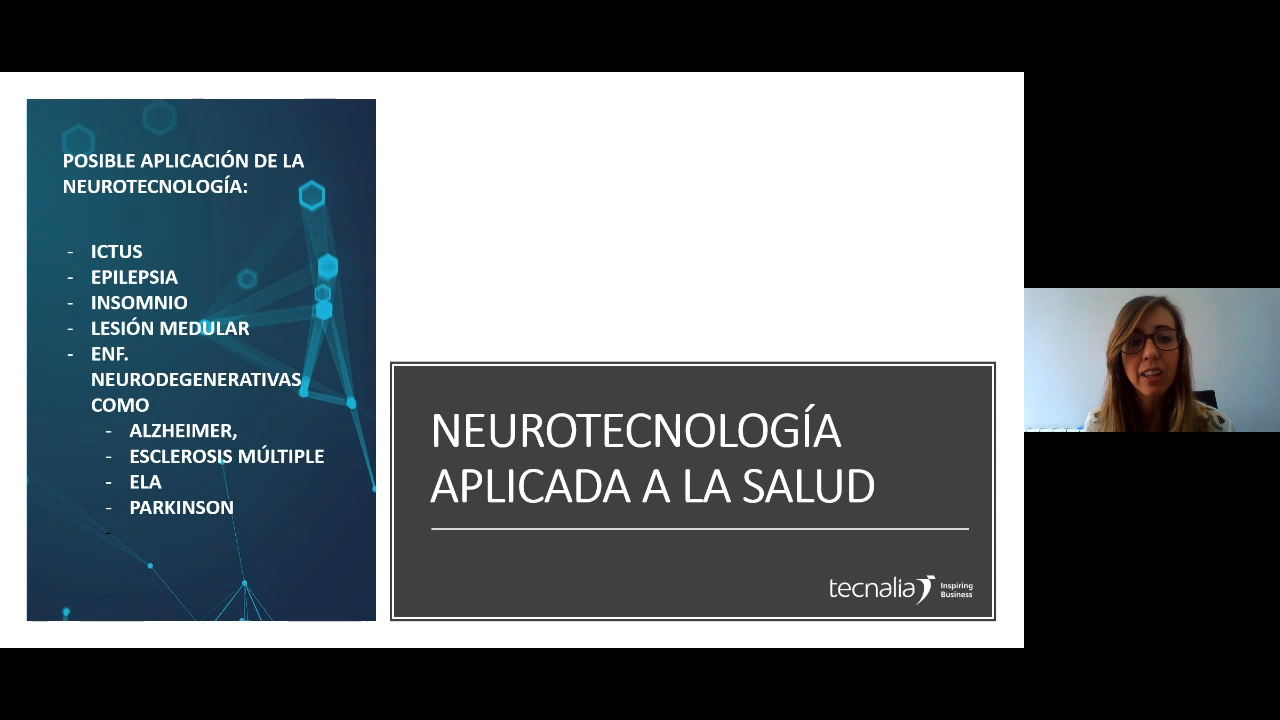 POSIBLE APLICACIÓN DE LA
NEUROTECNOLOGÍA:
- ICTUS
- EPILEPSIA
- INSOMNIO
- LESIÓN MEDULAR
- ENF.
NEURODEGENERATIVAS
COMO
- ALZHEIMER,
- ESCLEROSIS MÚLTIPLE
- ELA
- PARKINSON
-
NEUROTECNOLOGÍA
APLICADA A LA SALUD
tecnalia Inspiring
Business